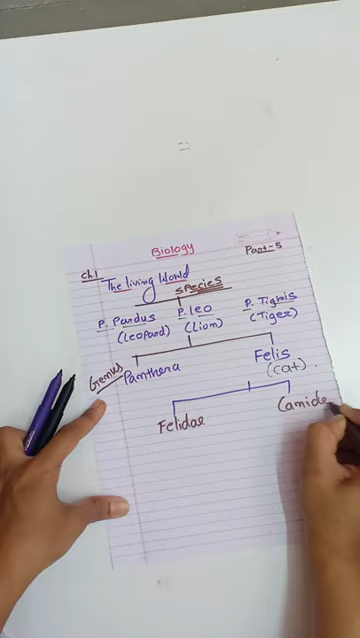 Biology
Part-5
Ch.1
The living World
Species
P. Pardus P. leo P. Tigris
(leopard) (Lion) (Tiger)
Genus Panthera Felis
(cat).
Felidae Canide